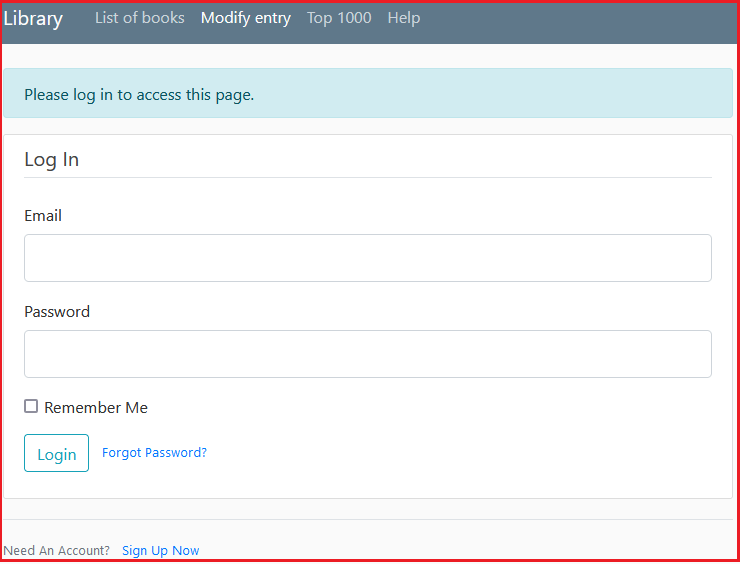 Library List of books Modify entry Top 1000 Help
Please log in to access this page.
Log In
Email
Password
Remember Me
Login Forgot Password?
Need An Account? Sign Up Now